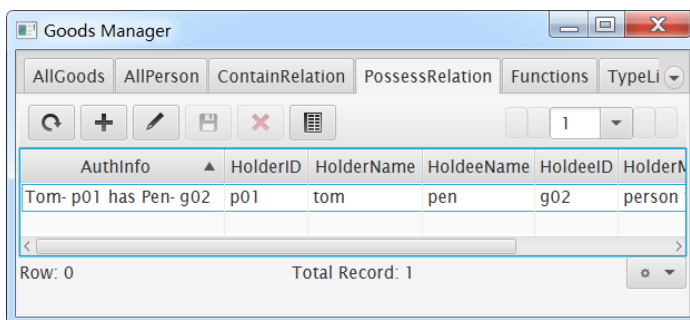 Goods Manager
AllGoods AllPerson ContainRelation PossessRelation Functions TypeLi
1
AuthInfo HolderID HolderName HoldeeName HoldeeID HolderM
Tom- p01 has Pen- g02 p01 tom pen g02 person
Row: 0 Total Record: 1